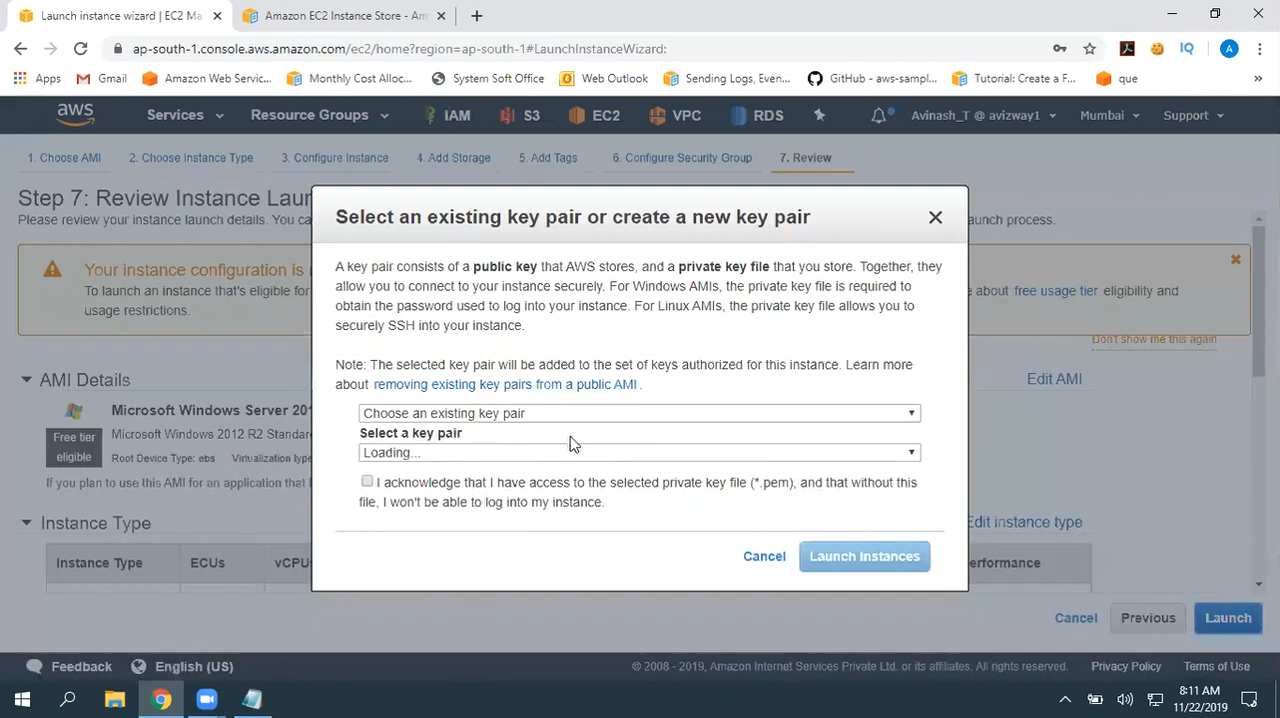 Launch instance wizard | EC2 Ma
Amazon EC2 Instance Store - Am
ap-south-1.console.aws.amazon.com/ec2/home?region=ap-south-1#LaunchInstanceWizard:
IQ
A
Apps
Gmail
Amazon Web Servic...
Monthly Cost Alloc...
System Soft Office
Web Outlook
Sending Logs, Even...
GitHub - aws-sampl...
Tutorial: Create a F...
que
»
aws
Services
Resource Groups
IAM
S3
EC2
VPC
RDS
Avinash_T @ avizway1
Mumbai
Support
1. Choose AMI
2. Choose Instance Type
3. Configure Instance
4. Add Storage
5. Add Tags
6. Configure Security Group
7. Review
Step 7: Review Instance Laun
Please review your instance launch details. You ca
aunch process.
Your instance configuration is n
To launch an instance that's eligible for
e about free usage tier eligibility and
usage restrictions.
Don't show me this again
AMI Details
Edit AMI
Microsoft Windows Server 201
Free tier
eligible
Microsoft Windows 2012 R2 Standar
Root Device Type: ebs Virtualization type
If you plan to use this AMI for an application that
Instance Type
Edit instance type
Instance Type
ECUs
vCPUs
formance
Select an existing key pair or create a new key pair
A key pair consists of a public key that AWS stores, and a private key file that you store. Together, they
allow you to connect to your instance securely. For Windows AMIs, the private key file is required to
obtain the password used to log into your instance. For Linux AMIs, the private key file allows you to
securely SSH into your instance.
Note: The selected key pair will be added to the set of keys authorized for this instance. Learn more
about removing existing key pairs from a public AMI .
Choose an existing key pair
Select a key pair
Loading...
I acknowledge that I have access to the selected private key file (*.pem), and that without this
file, I won't be able to log into my instance.
Cancel
Launch Instances
Cancel
Previous
Launch
Feedback
English (US)
© 2008 - 2019, Amazon Internet Services Private Ltd. or its affiliates. All rights reserved.
Privacy Policy
Terms of Use
8:11 AM
11/22/2019